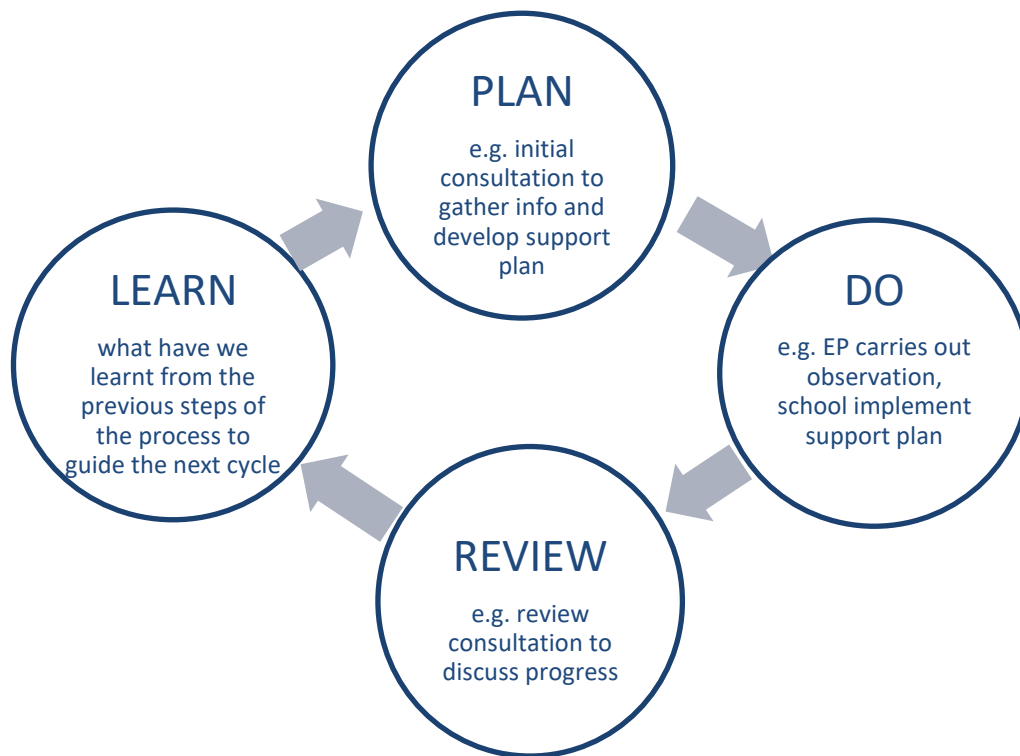 PLAN
e.g. initial
consultation to
gather info and
develop support
plan
DO
e.g. EP carries out
observation,
school implement
support plan
REVIEW
e.g. review
consultation to
discuss progress
LEARN
what have we
learnt from the
previous steps of
the process to
guide the next cycle